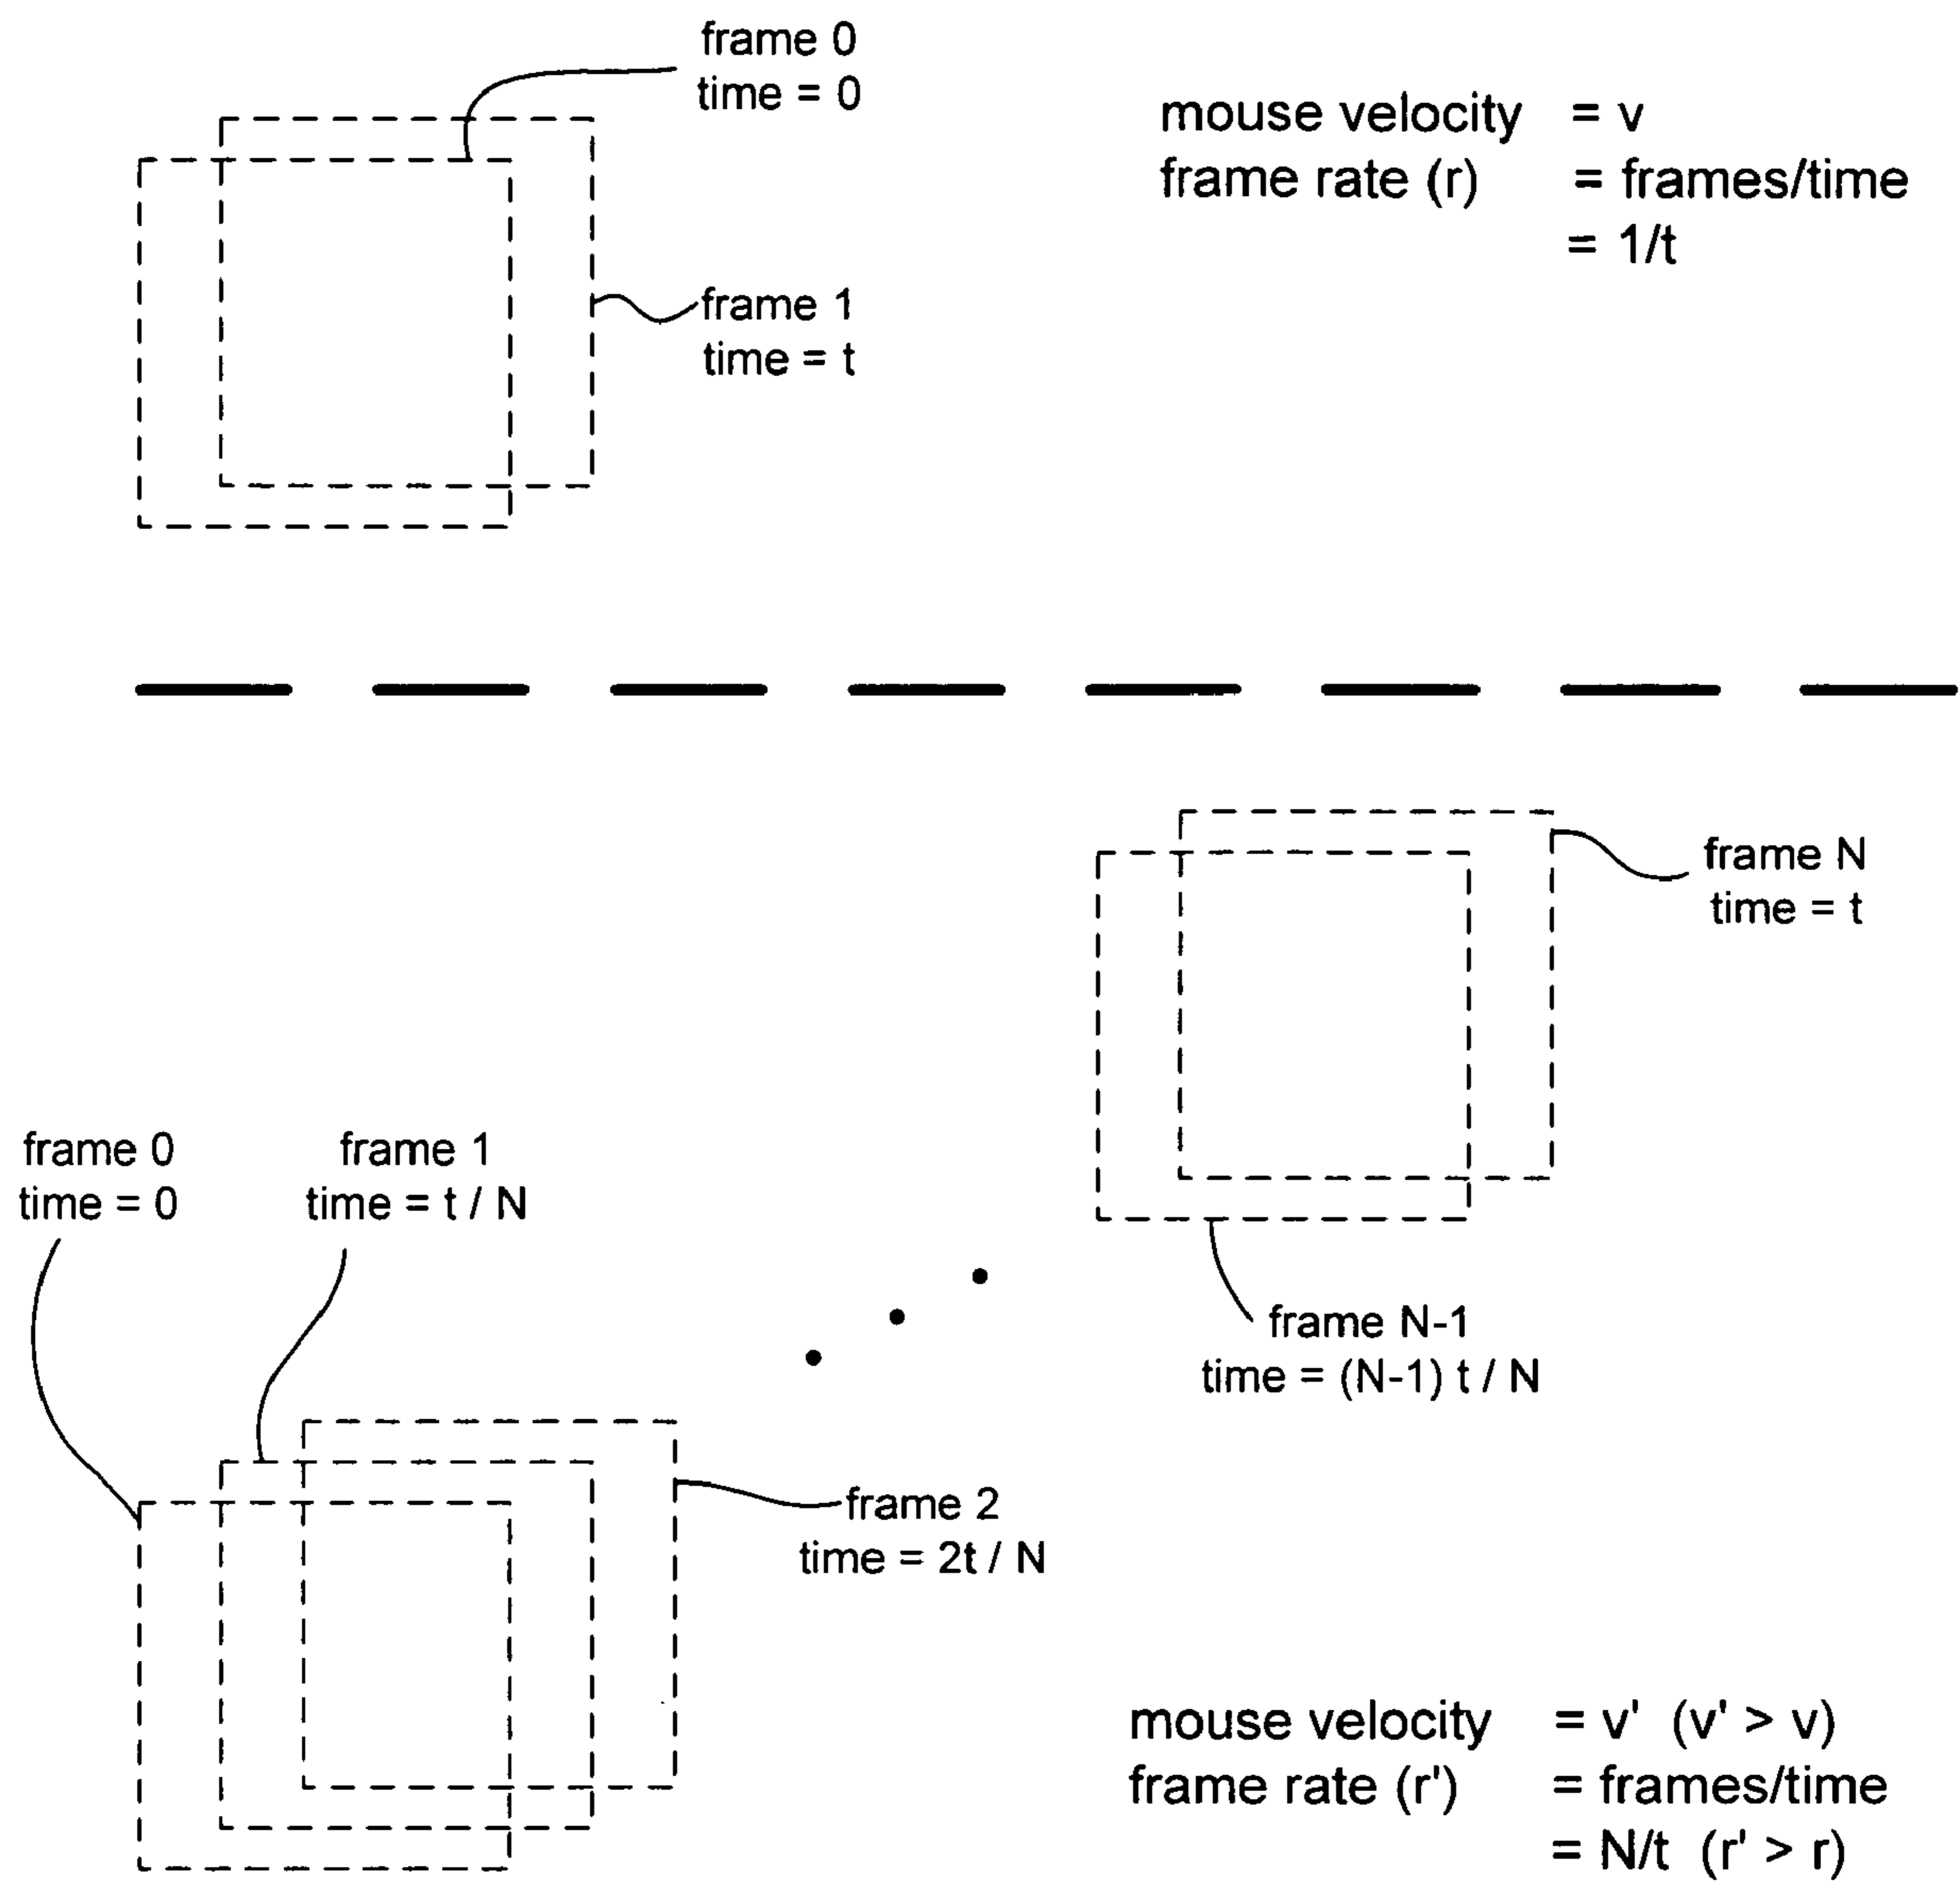 frame 0
time = 0
mouse velocity = v
frame rate (r) = frames/time
= 1/t
frame 1
time = t
frame N
time = t
frame 0
time = 0
frame 1
time = t / N
frame N-1
time = (N-1) t / N
frame 2
time = 2t / N
mouse velocity = v' (v' > v)
frame rate (r') = frames/time
= N/t (r' > r)